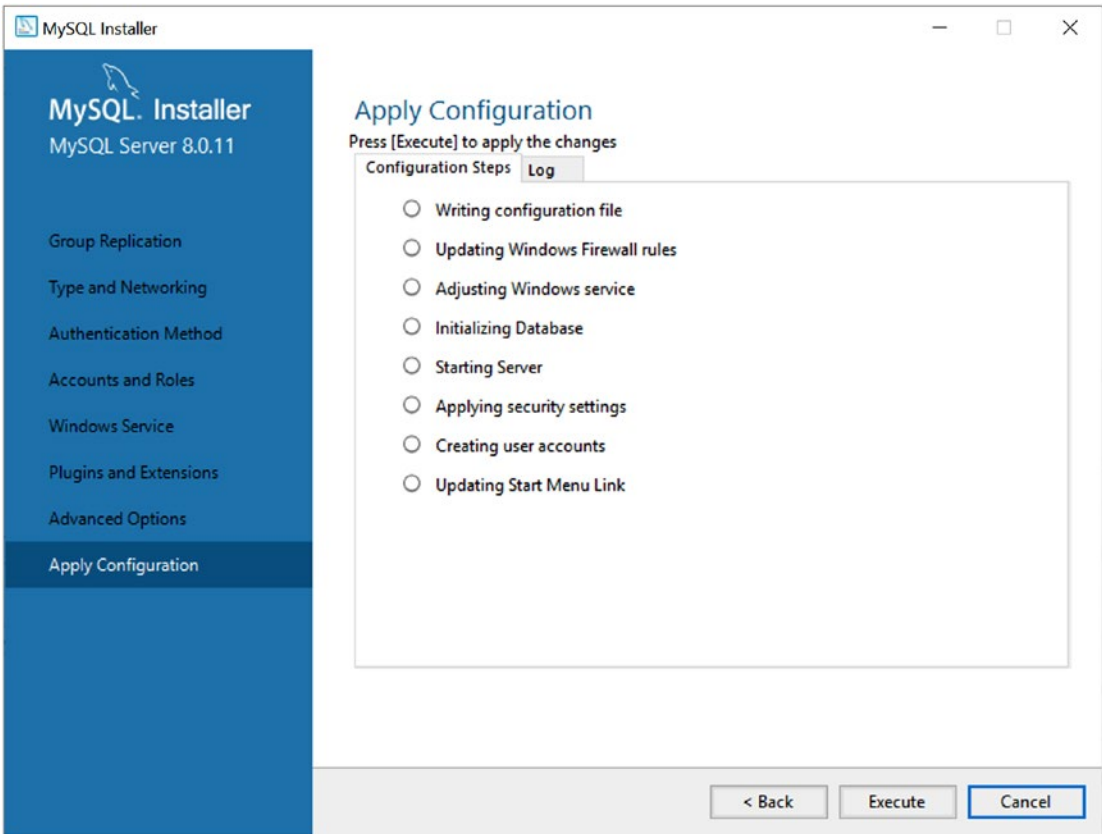 MySQL Installer
MySQL. Installer
MySQL Server 8.0.11
Group Replication
Type and Networking
Authentication Method
Accounts and Roles
Windows Service
Plugins and Extensions
Advanced Options
Apply Configuration
Apply Configuration
Press [Execute] to apply the changes
Configuration Steps Log
Writing configuration file
Updating Windows Firewall rules
Adjusting Windows service
Initializing Database
Starting Server
Applying security settings
Creating user accounts
Updating Start Menu Link
< Back Execute Cancel